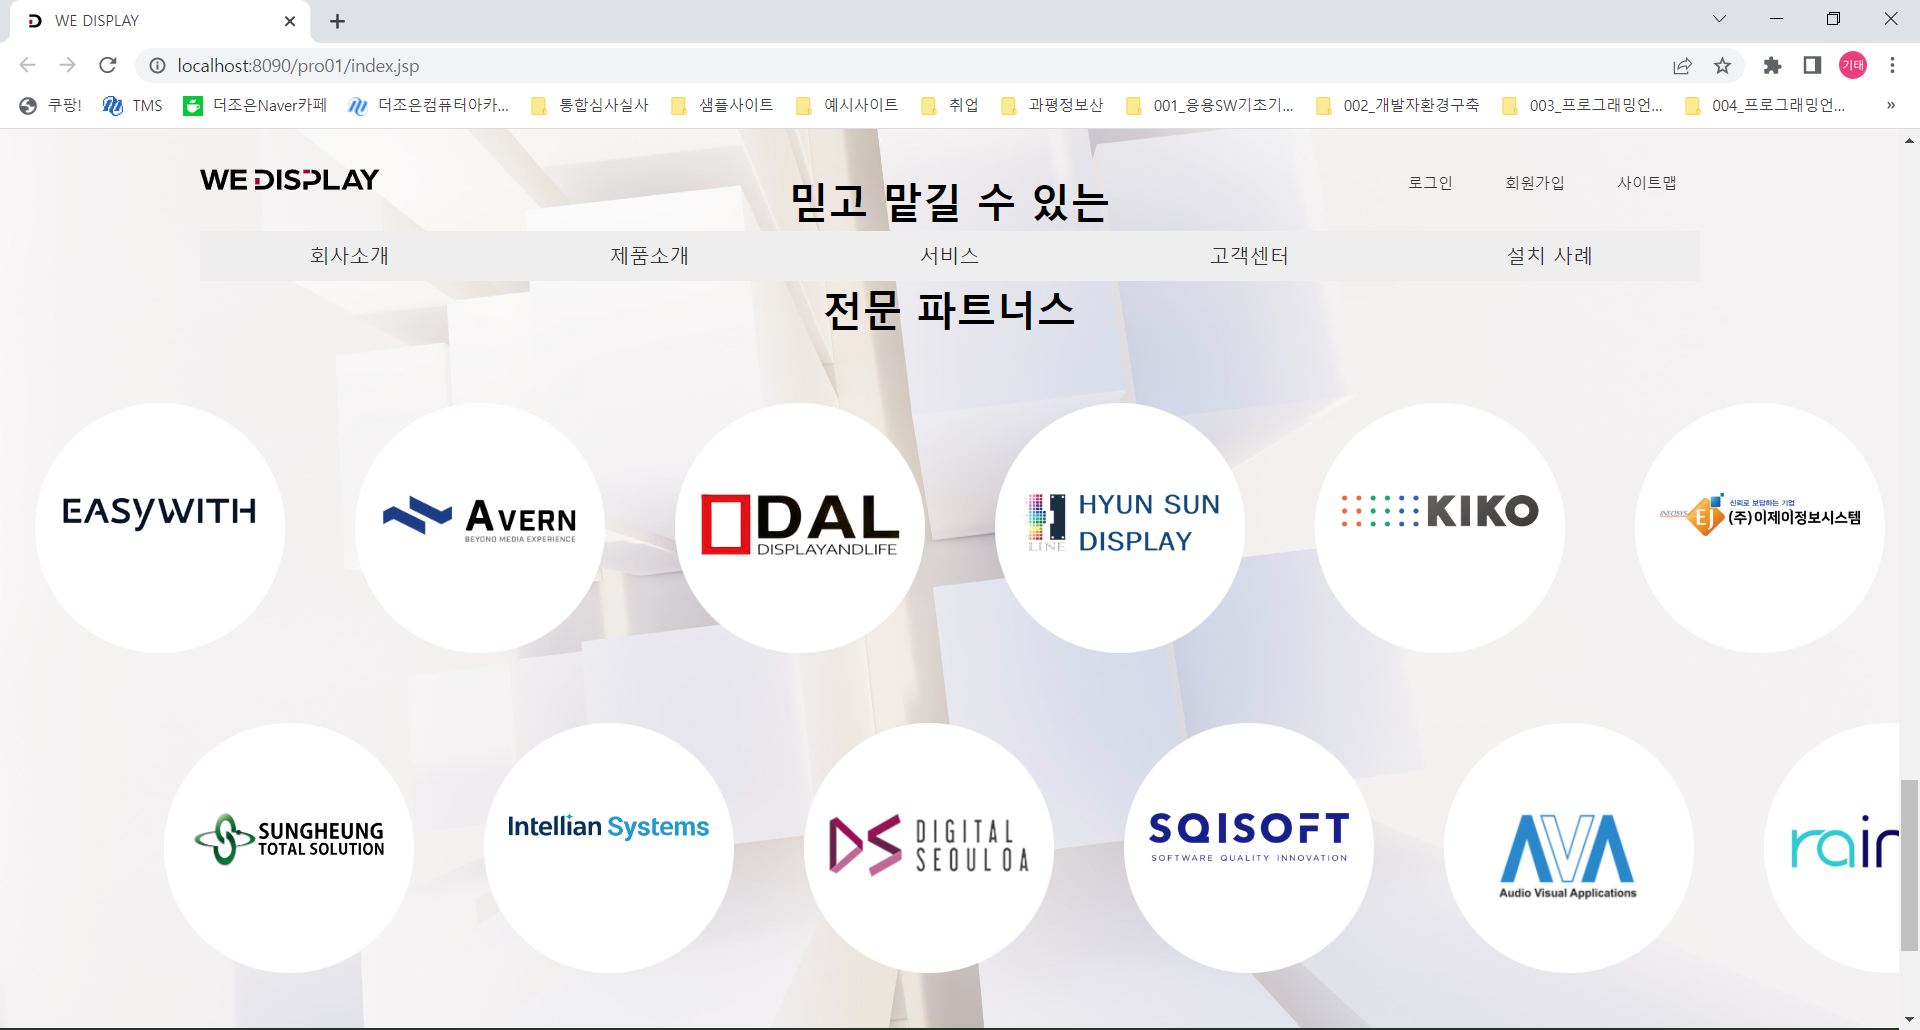 WE DISPLAY
localhost:8090/pro01/index.jsp
기태
쿠팡!
TMS
더조은Naver카페
더조은컴퓨터아카...
통합심사실사
샘플사이트
예시사이트
취업
과평정보산
001_응용SW기초기...
002_개발자환경구축
003_프로그래밍언...
004_프로그래밍언...
»
WE DISPLAY
로그인
회원가입
사이트맵
믿고 맡길 수 있는
회사소개
제품소개
서비스
고객센터
설치 사례
전문 파트너스
EASYWITH
AVERN
BEYOND MEDIA EXPERIENCE
DAL
DISPLAYANDLIFE
HYUN SUN
DISPLAY
LINE
KIKO
신뢰로 보답하는 기업
INFOSYS
EJ
(주)이제이정보시스템
SUNGHEUNG
TOTAL SOLUTION
Intellian Systems
DIGITAL
SEOUL OA
SQISOFT
SOFTWARE QUALITY INNOVATION
AVA
Audio Visual Applications